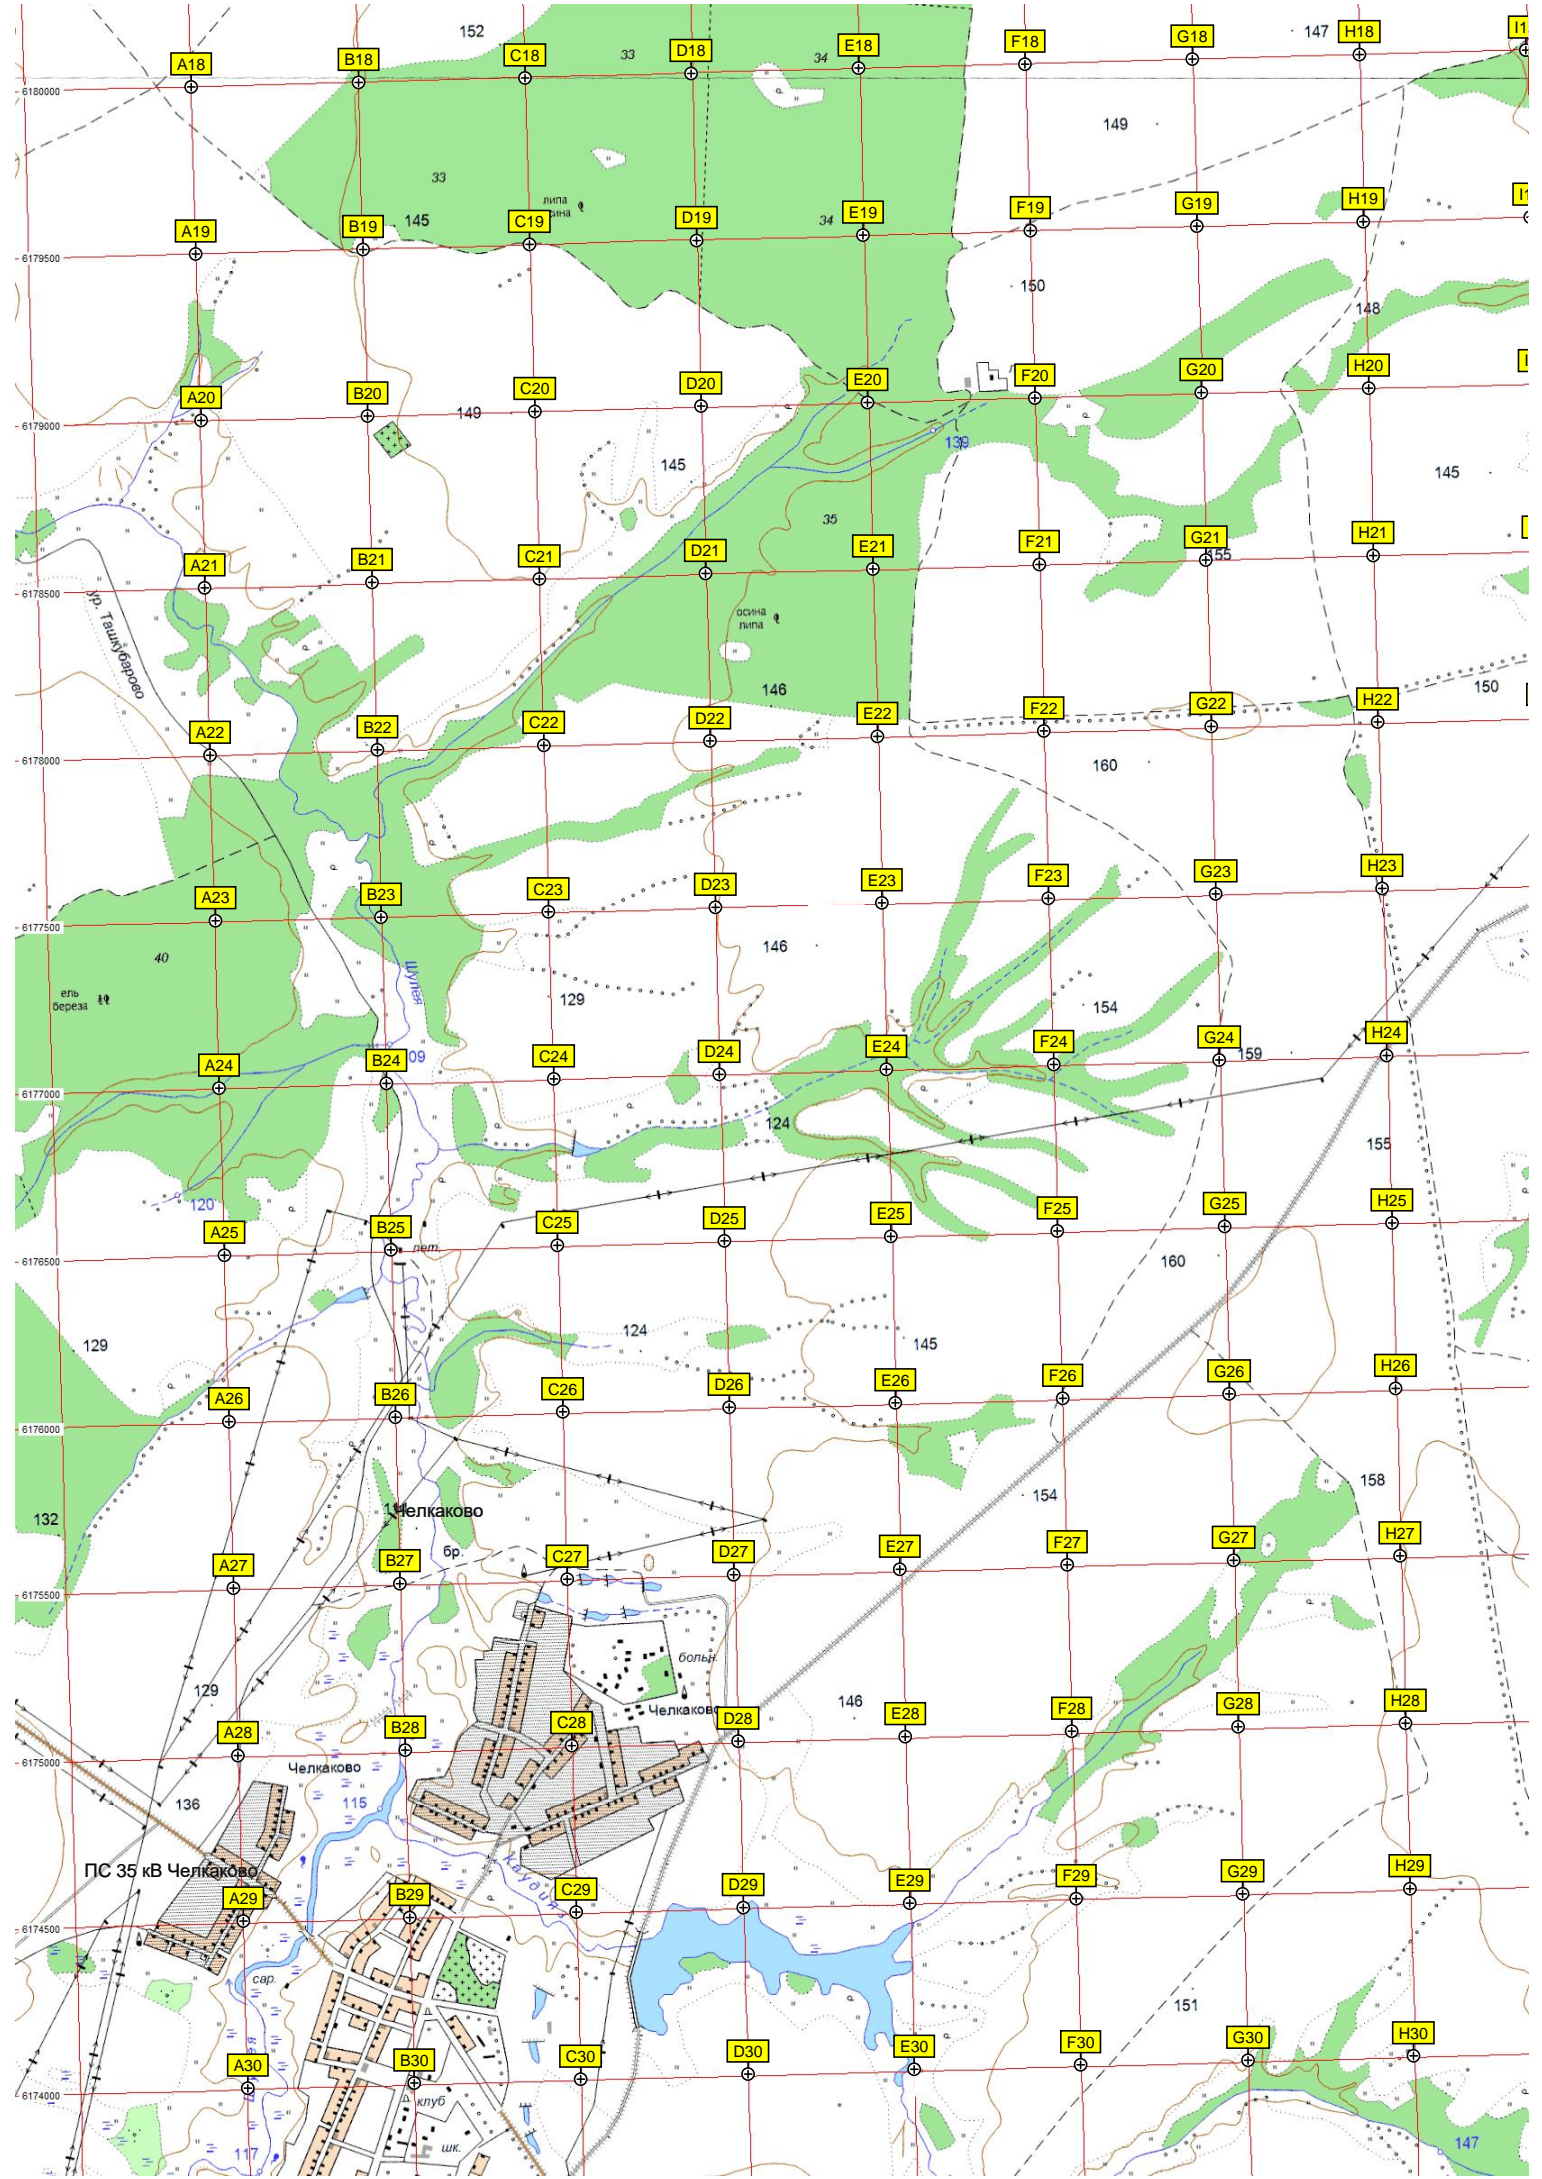 152
33
34
147
A18
B18
C18
D18
E18
F18
G18
H18
6180000
149
33
липа
145
34
A19
B19
C19
D19
E19
F19
G19
H19
6179500
150
148
A20
B20
C20
D20
E20
F20
G20
H20
149
6179000
139
145
145
35
A21
B21
C21
D21
E21
F21
G21
H21
155
6178500
ур. Ташкубарово
осина
липа
146
150
A22
B22
C22
D22
E22
F22
G22
H22
6178000
160
A23
B23
C23
D23
E23
F23
G23
H23
6177500
40
146
Шулея
ель
береза
129
154
A24
B24
C24
D24
E24
F24
G24
H24
09
159
6177000
124
155
120
A25
B25
C25
D25
E25
F25
G25
H25
лет.
6176500
160
129
124
145
A26
B26
C26
D26
E26
F26
G26
H26
6176000
158
154
132
Челкаково
бр.
A27
B27
C27
D27
E27
F27
G27
H27
6175500
больн.
129
146
Челкаково
A28
B28
C28
D28
E28
F28
G28
H28
6175000
Челкаково
136
115
ПС 35 кВ Челкаково
A29
B29
C29
D29
E29
F29
G29
H29
6174500
сар.
151
A30
B30
C30
D30
E30
F30
G30
H30
6174000
клуб
шк.
117
147